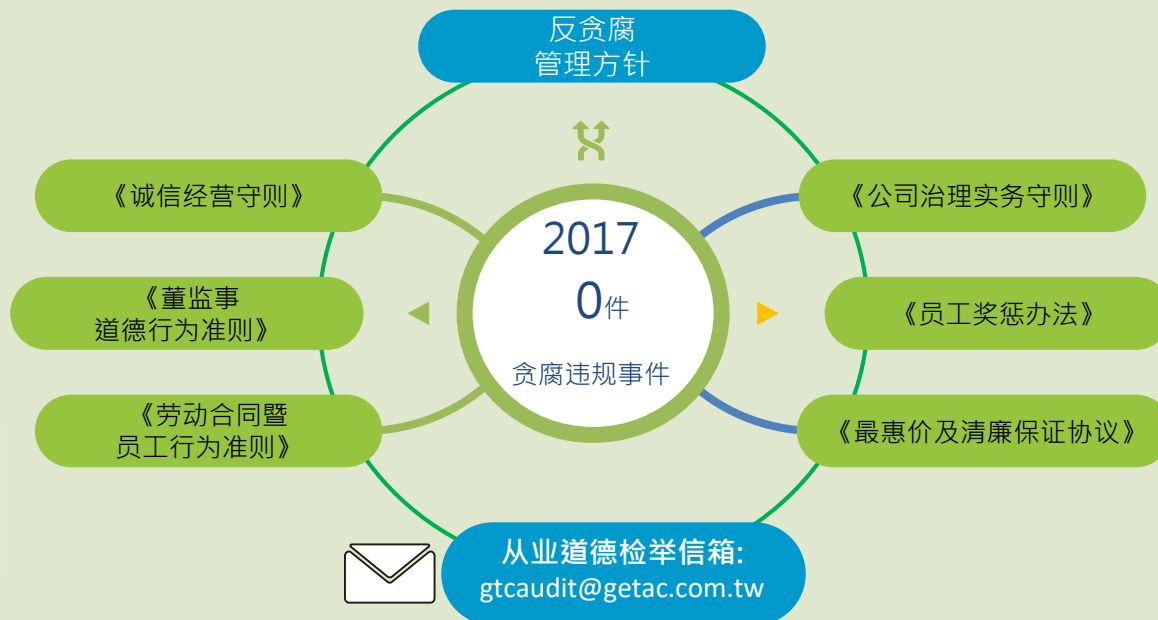 反贪腐
管理方针
《诚信经营守则》
《董监事
道德行为准则》
《劳动合同暨
员工行为准则》
2017
0件
贪腐违规事件
《公司治理实务守则》
《员工奖惩办法》
《最惠价及清廉保证协议》
从业道德检举信箱:
gtcaudit@getac.com.tw